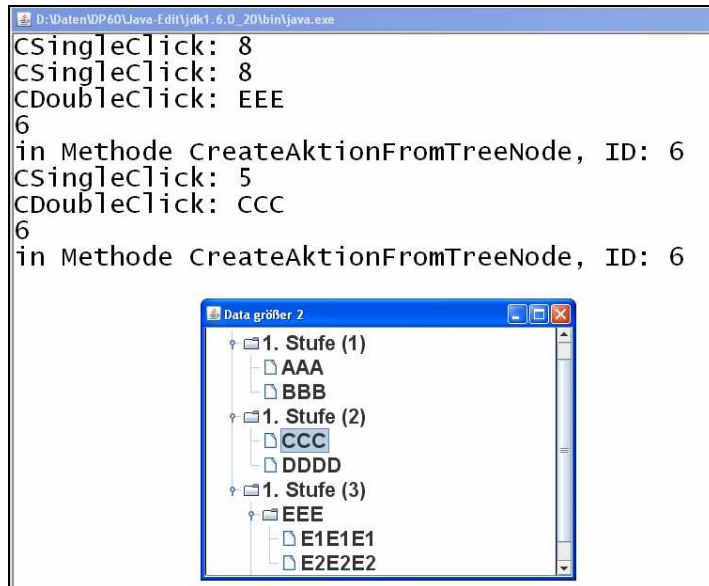 D:\Daten\DP60\Java-Edit\jdk1.6.0_20\bin\java.exe
CSingleClick: 8
CSingleClick: 8
CDoubleClick: EEE
6
in Methode CreateAktionFromTreeNode, ID: 6
CSingleClick: 5
CDoubleClick: CCC
6
in Methode CreateAktionFromTreeNode, ID: 6
Data größer 2
1. Stufe (1)
AAA
BBB
1. Stufe (2)
CCC
DDDD
1. Stufe (3)
EEE
E1E1E1
E2E2E2